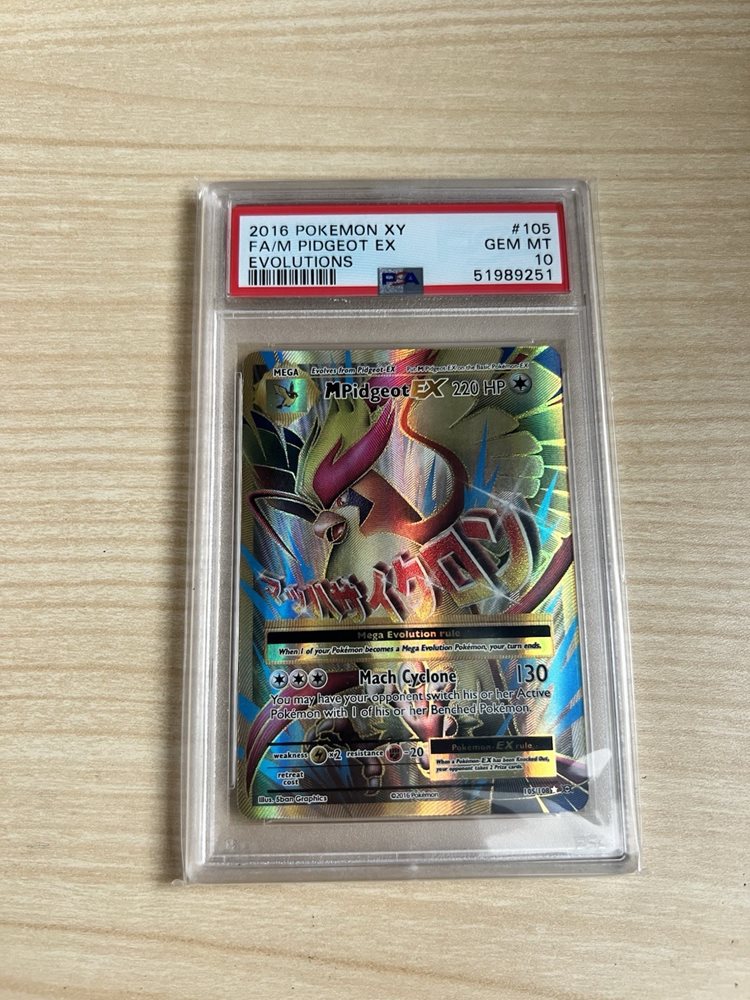 2016 POKEMON XY #105
FA/M PIDGEOT EX GEM MT
EVOLUTIONS 10
51989251
PSA
MEGA Evolves from Pidgeot-EX Put M Pidgeot-EX on the Basic Pokémon-EX
M Pidgeot EX 220 HP
マッハサイクロン
Mega Evolution rule
When 1 of your Pokémon becomes a Mega Evolution Pokémon, your turn ends.
Mach Cyclone 130
You may have your opponent switch his or her Active
Pokémon with 1 of his or her Benched Pokémon.
weakness ×2 resistance -20
Pokémon-EX rule
When a Pokémon-EX has been Knocked Out,
your opponent takes 2 Prize cards.
retreat
cost
Illus. 5ban Graphics ©2016 Pokémon 105/108